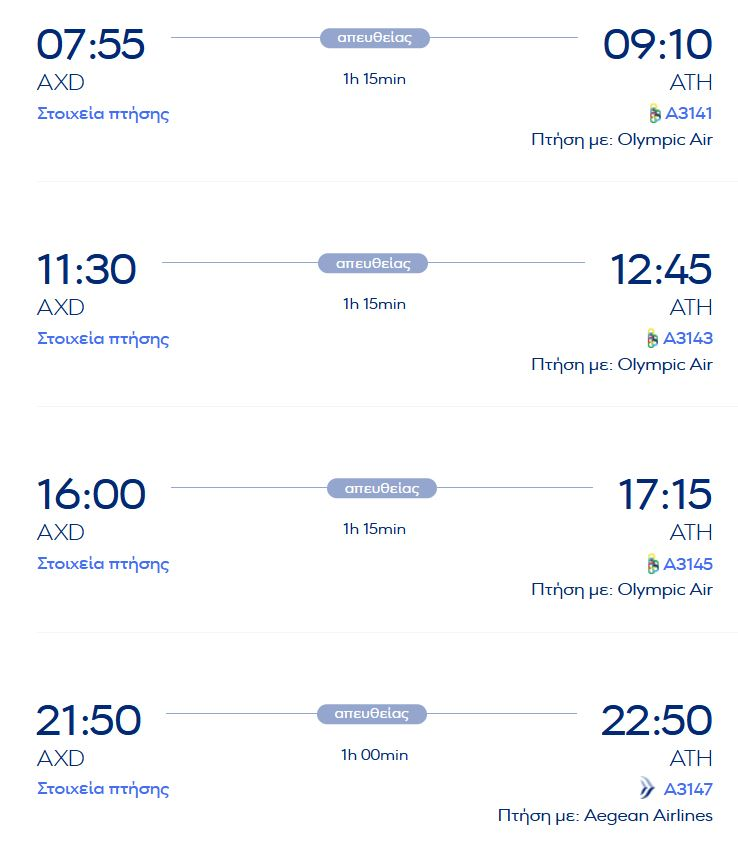 07:55 απευθείας 09:10
AXD 1h 15min ATH
Στοιχεία πτήσης A3141
Πτήση με: Olympic Air
11:30 απευθείας 12:45
AXD 1h 15min ATH
Στοιχεία πτήσης A3143
Πτήση με: Olympic Air
16:00 απευθείας 17:15
AXD 1h 15min ATH
Στοιχεία πτήσης A3145
Πτήση με: Olympic Air
21:50 απευθείας 22:50
AXD 1h 00min ATH
Στοιχεία πτήσης A3147
Πτήση με: Aegean Airlines